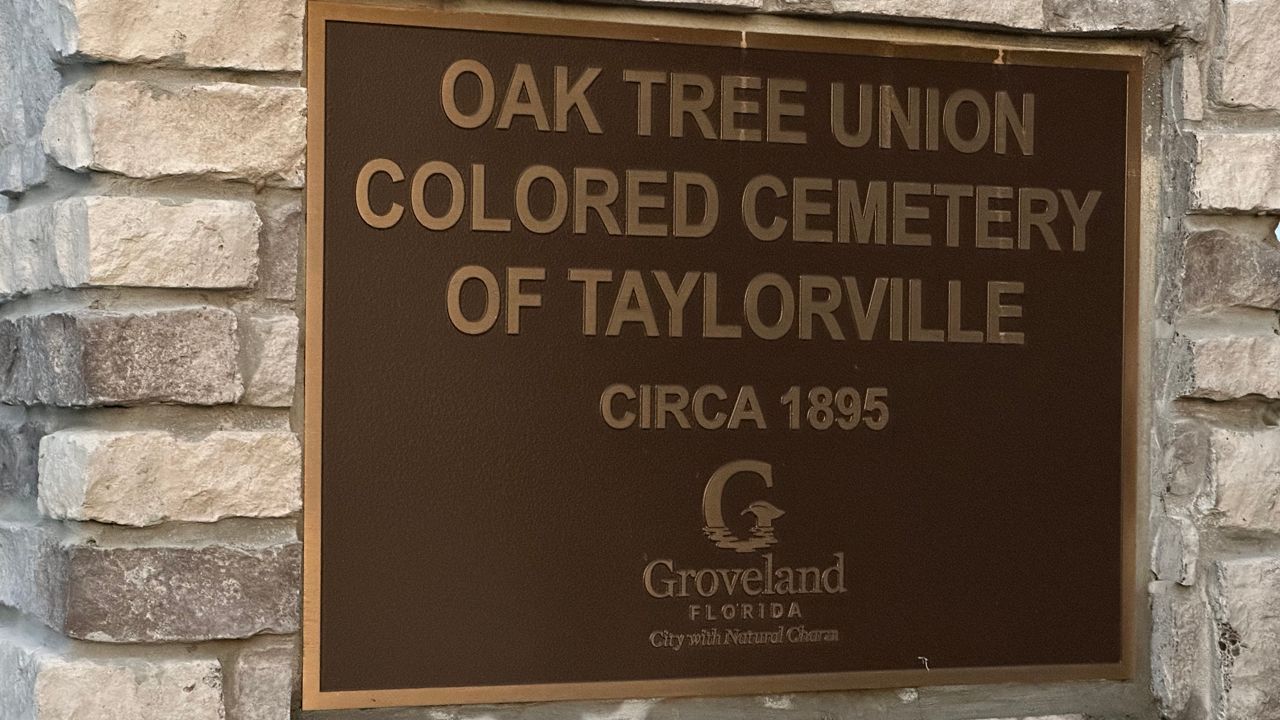 OAK TREE UNION
COLORED CEMETERY
OF TAYLORVILLE
CIRCA 1895
G
Groveland
FLORIDA
City with Natural Charm